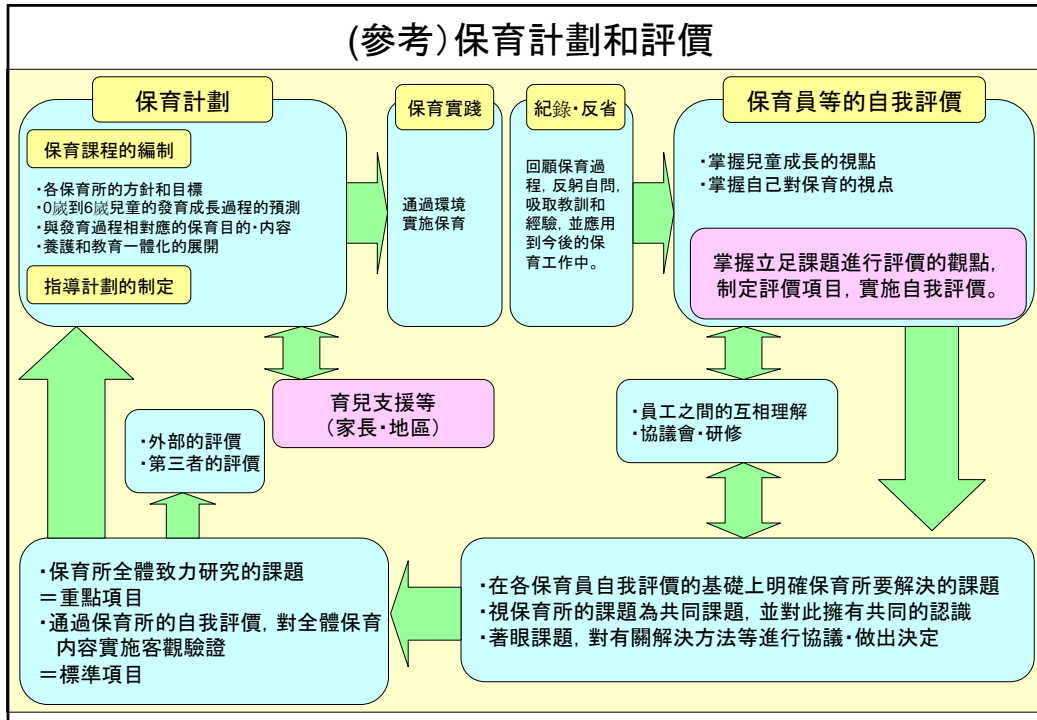 (參考)保育計劃和評價
保育計劃
保育課程的編制
・各保育所的方針和目標
・0歲到6歲兒童的發育成長過程的預測
・與發育過程相對應的保育目的・内容
・養護和教育一體化的展開
指導計劃的制定
保育實踐
通過環境
實施保育
紀錄・反省
回顧保育過
程, 反躬自問,
吸取教訓和
經驗, 並應用
到今後的保
育工作中。
保育員等的自我評價
・掌握兒童成長的視點
・掌握自己對保育的視点
掌握立足課題進行評價的觀點,
制定評價項目, 實施自我評價。
育兒支援等
(家長・地區)
・外部的評價
・第三者的評價
・員工之間的互相理解
・協議會・研修
・保育所全體致力研究的課題
＝重點項目
・通過保育所的自我評價, 對全體保育
内容實施客觀驗證
＝標準項目
・在各保育員自我評價的基礎上明確保育所要解決的課題
・視保育所的課題為共同課題, 並對此擁有共同的認識
・著眼課題, 對有關解決方法等進行協議・做出決定